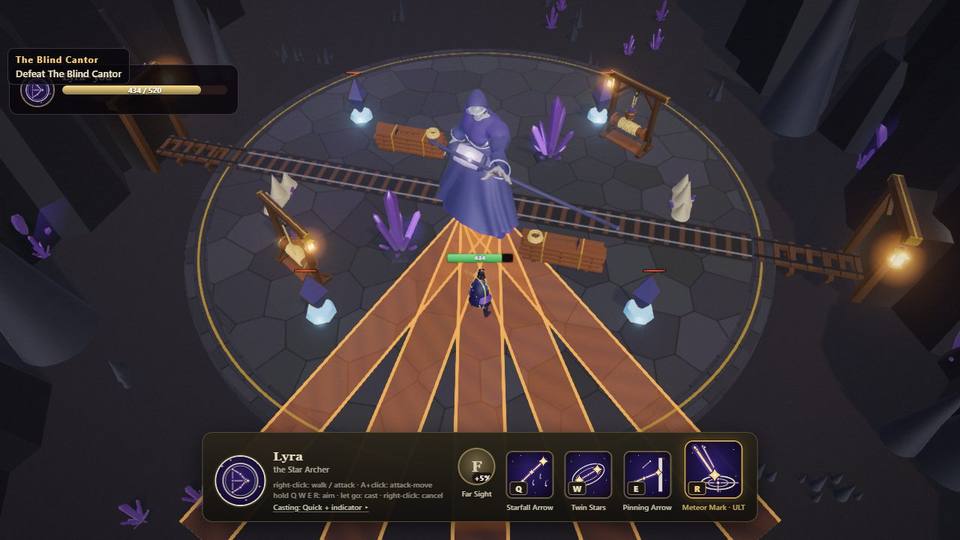 The Blind Cantor
Defeat The Blind Cantor
434 / 520
434
Lyra
the Star Archer
right-click: walk / attack · A+click: attack-move
hold Q W E R: aim · let go: cast · right-click: cancel
Casting: Quick + indicator
F
+5%
Far Sight
Q
Starfall Arrow
W
Twin Stars
E
Pinning Arrow
R
Meteor Mark · ULT